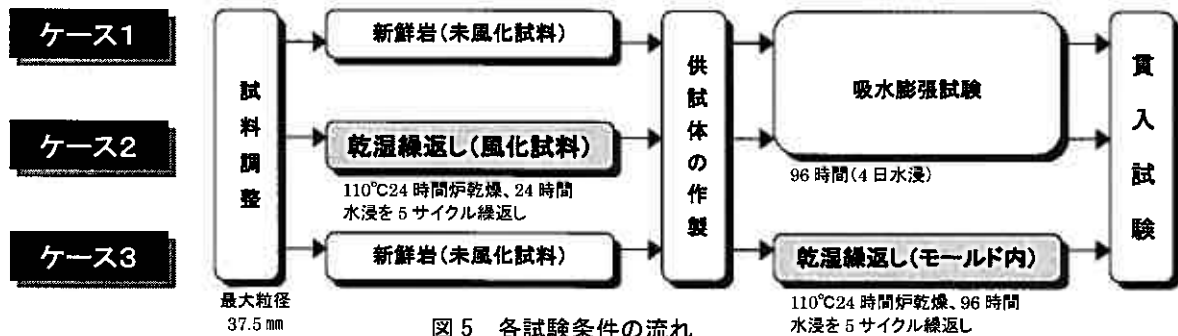 ケース1
ケース2
ケース3
試料調整
最大粒径
37.5㎜
新鮮岩(未風化試料)
乾湿繰返し(風化試料)
110℃24時間炉乾燥、24時間
水浸を5サイクル繰返し
新鮮岩(未風化試料)
供試体の作製
吸水膨張試験
96時間(4日水浸)
乾湿繰返し(モールド内)
110℃24時間炉乾燥、96時間
水浸を5サイクル繰返し
貫入試験
図5 各試験条件の流れ